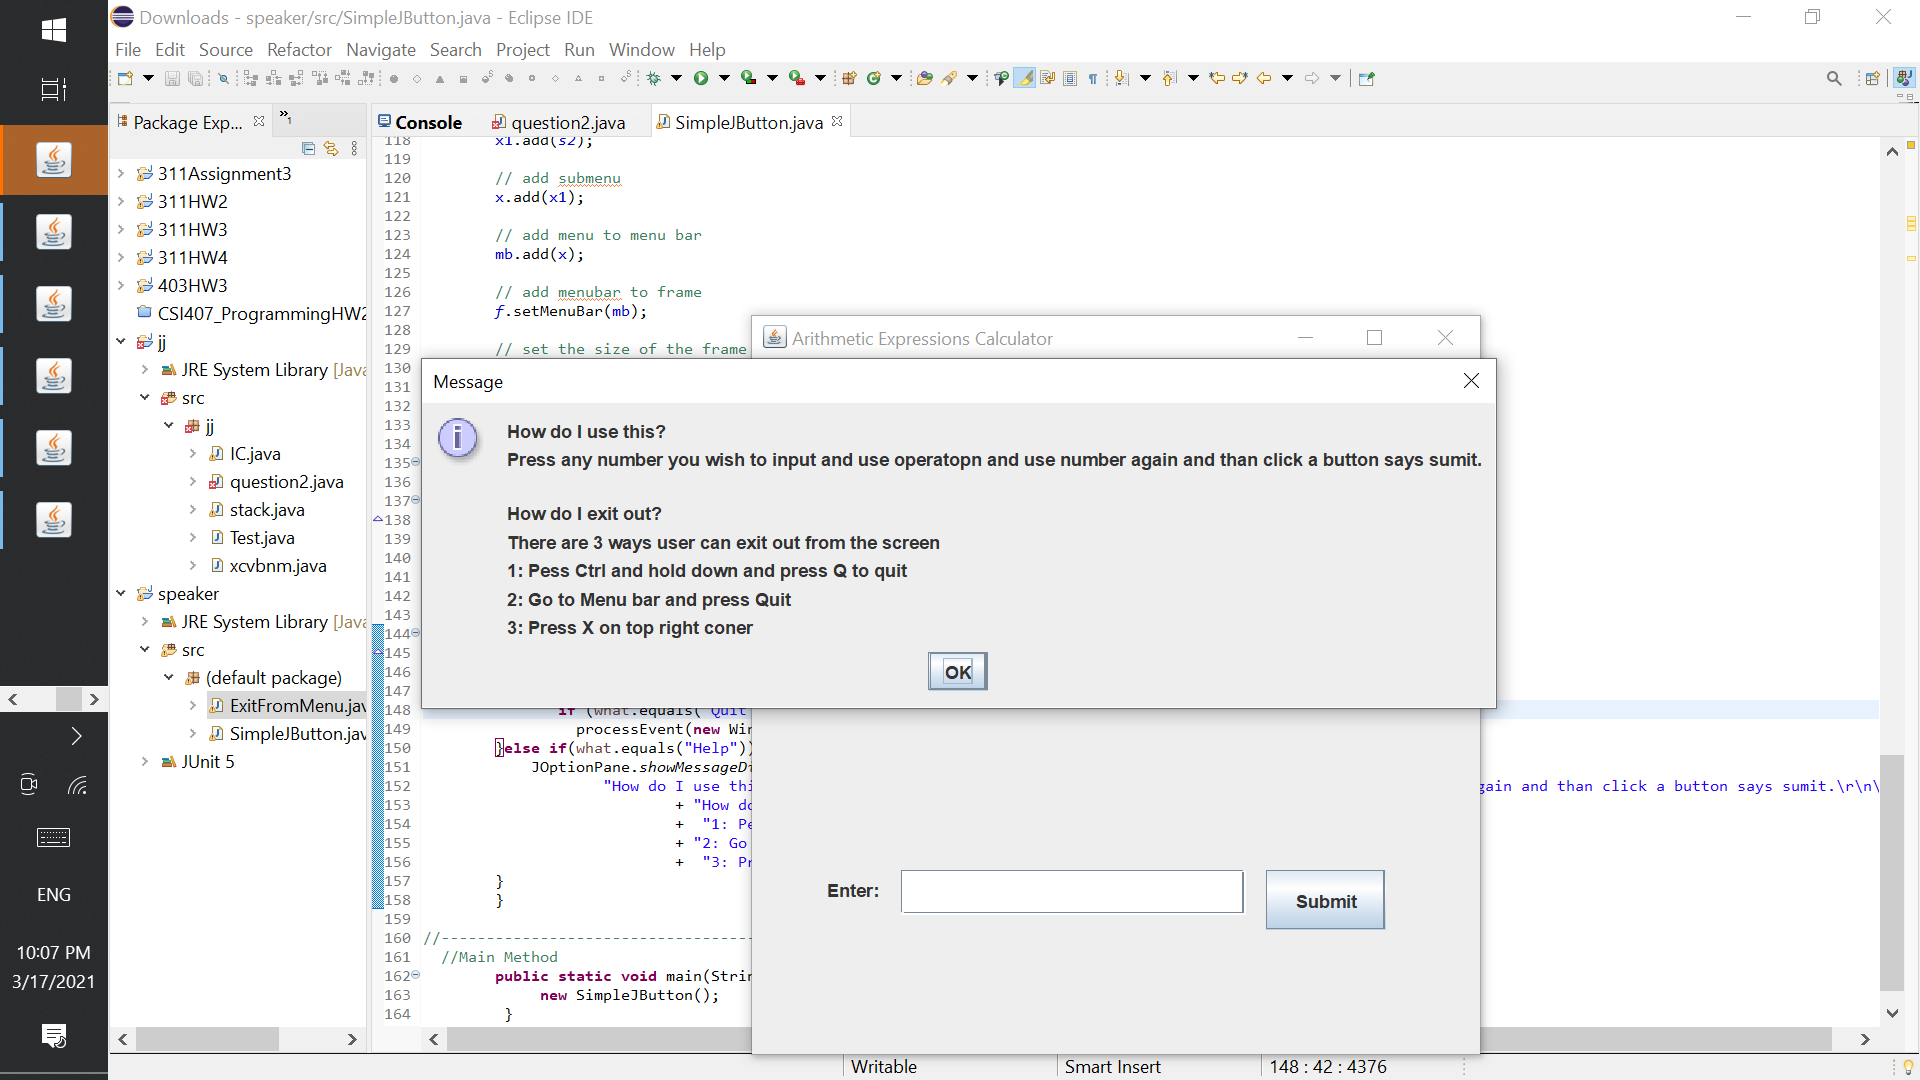 Downloads - speaker/src/SimpleJButton.java - Eclipse IDE
File Edit Source Refactor Navigate Search Project Run Window Help
Package Exp...
»1
Console
question2.java
SimpleJButton.java
311Assignment3
311HW2
311HW3
311HW4
403HW3
CSI407_ProgrammingHW2
jj
JRE System Library [Java
src
jj
IC.java
question2.java
stack.java
Test.java
xcvbnm.java
speaker
JRE System Library [Java
src
(default package)
ExitFromMenu.jav
SimpleJButton.jav
JUnit 5
118 x1.add(s2);
119
120 // add submenu
121 x.add(x1);
122
123 // add menu to menu bar
124 mb.add(x);
125
126 // add menubar to frame
127 f.setMenuBar(mb);
128
129 // set the size of the frame
130
131
132
133
134
135
136
137
138
139
140
141
142
143
144
145
146
147
148 if (what.equals("Quit
149 processEvent(new Win
150 }else if(what.equals("Help"))
151 JOptionPane.showMessageDi
152 "How do I use thi gain and than click a button says sumit.\r\n\
153 + "How do
154 + "1: Pe
155 + "2: Go
156 + "3: Pr
157 }
158 }
159
160 //-----------------------------------
161 //Main Method
162 public static void main(Strin
163 new SimpleJButton();
164 }
Arithmetic Expressions Calculator
Message
How do I use this?
Press any number you wish to input and use operatopn and use number again and than click a button says sumit.
How do I exit out?
There are 3 ways user can exit out from the screen
1: Pess Ctrl and hold down and press Q to quit
2: Go to Menu bar and press Quit
3: Press X on top right coner
OK
Enter:
Submit
ENG
10:07 PM
3/17/2021
Writable
Smart Insert
148 : 42 : 4376